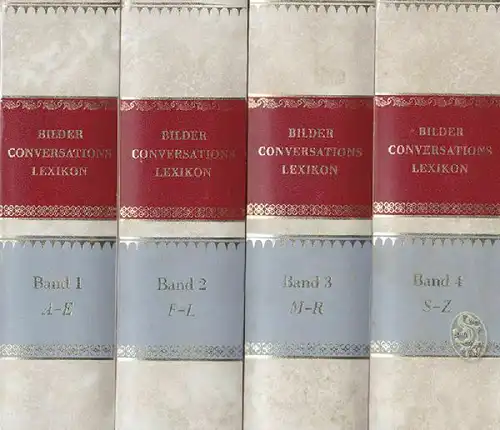 BILDER
CONVERSATIONS
LEXIKON
Band 1
A-E
BILDER
CONVERSATIONS
LEXIKON
Band 2
F-L
BILDER
CONVERSATIONS
LEXIKON
Band 3
M-R
BILDER
CONVERSATIONS
LEXIKON
Band 4
S-Z